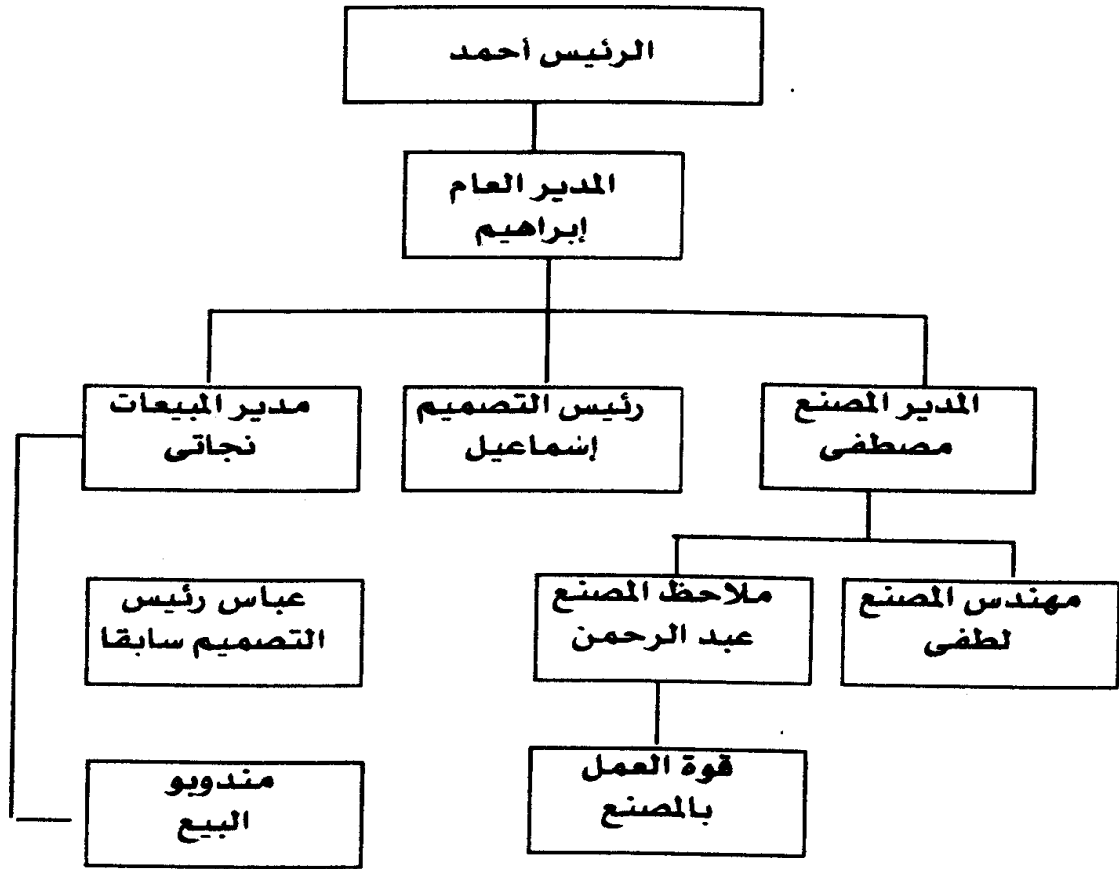 الرئيس أحمد
المدير العام
إبراهيم
المدير المصنع
مصطفى
رئيس التصميم
إشماعيل
مدير المبيعات
نجاتى
مهندس المصنع
لطفى
ملاحظ المصنع
عبد الرحمن
عباس رئيس
التصميم سابقا
قوة العمل
بالمصنع
مندوبو
البيع